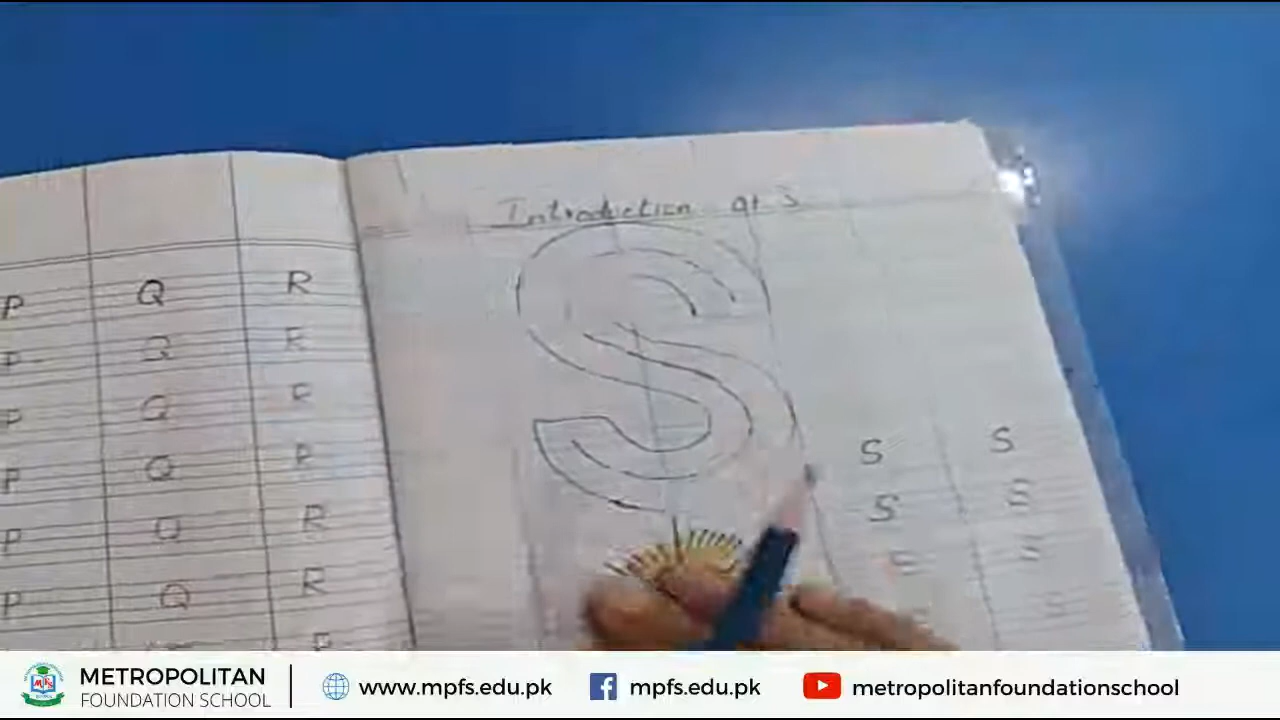 Introduction of S
P Q R
P Q R
P Q R
P Q R
P Q R
P Q R
R
S
S S
S S
S S
S
METROPOLITAN
FOUNDATION SCHOOL
www.mpfs.edu.pk
mpfs.edu.pk
metropolitanfoundationschool